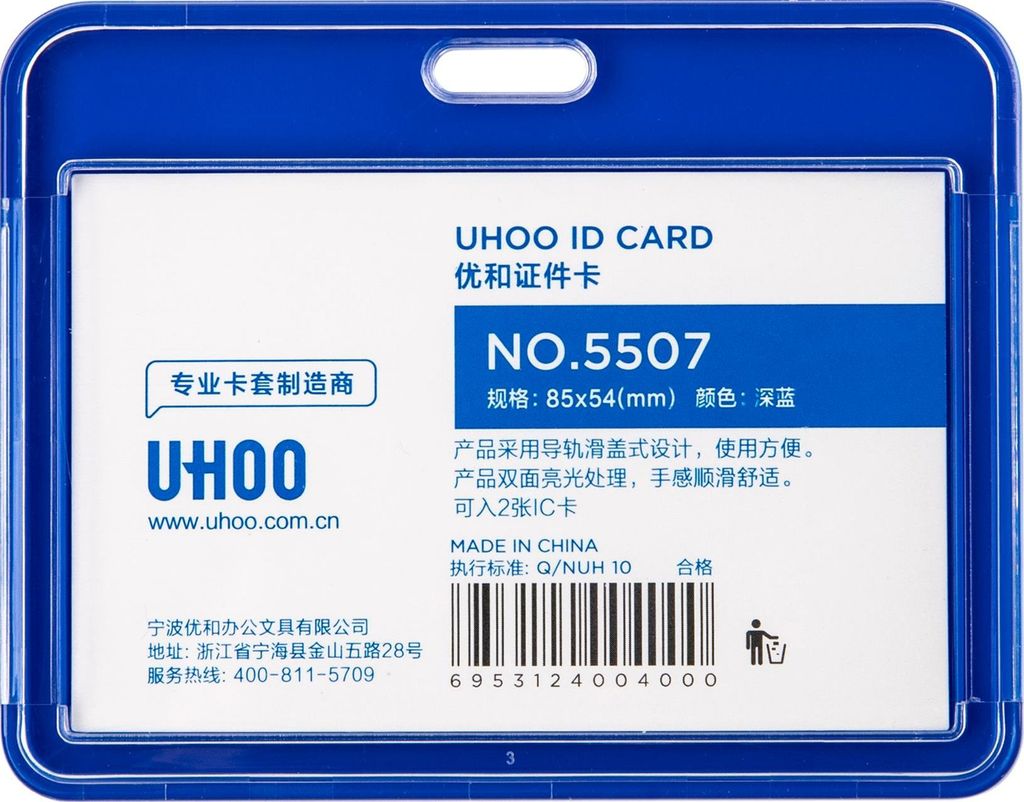 UHOO ID CARD
优和证件卡
NO.5507
规格: 85x54(mm) 颜色: 深蓝
专业卡套制造商
UHOO
www.uhoo.com.cn
产品采用导轨滑盖式设计，使用方便。
产品双面亮光处理，手感顺滑舒适。
可入2张IC卡
MADE IN CHINA
执行标准: Q/NUH 10 合格
6953124004000
宁波优和办公文具有限公司
地址: 浙江省宁海县金山五路28号
服务热线: 400-811-5709
3